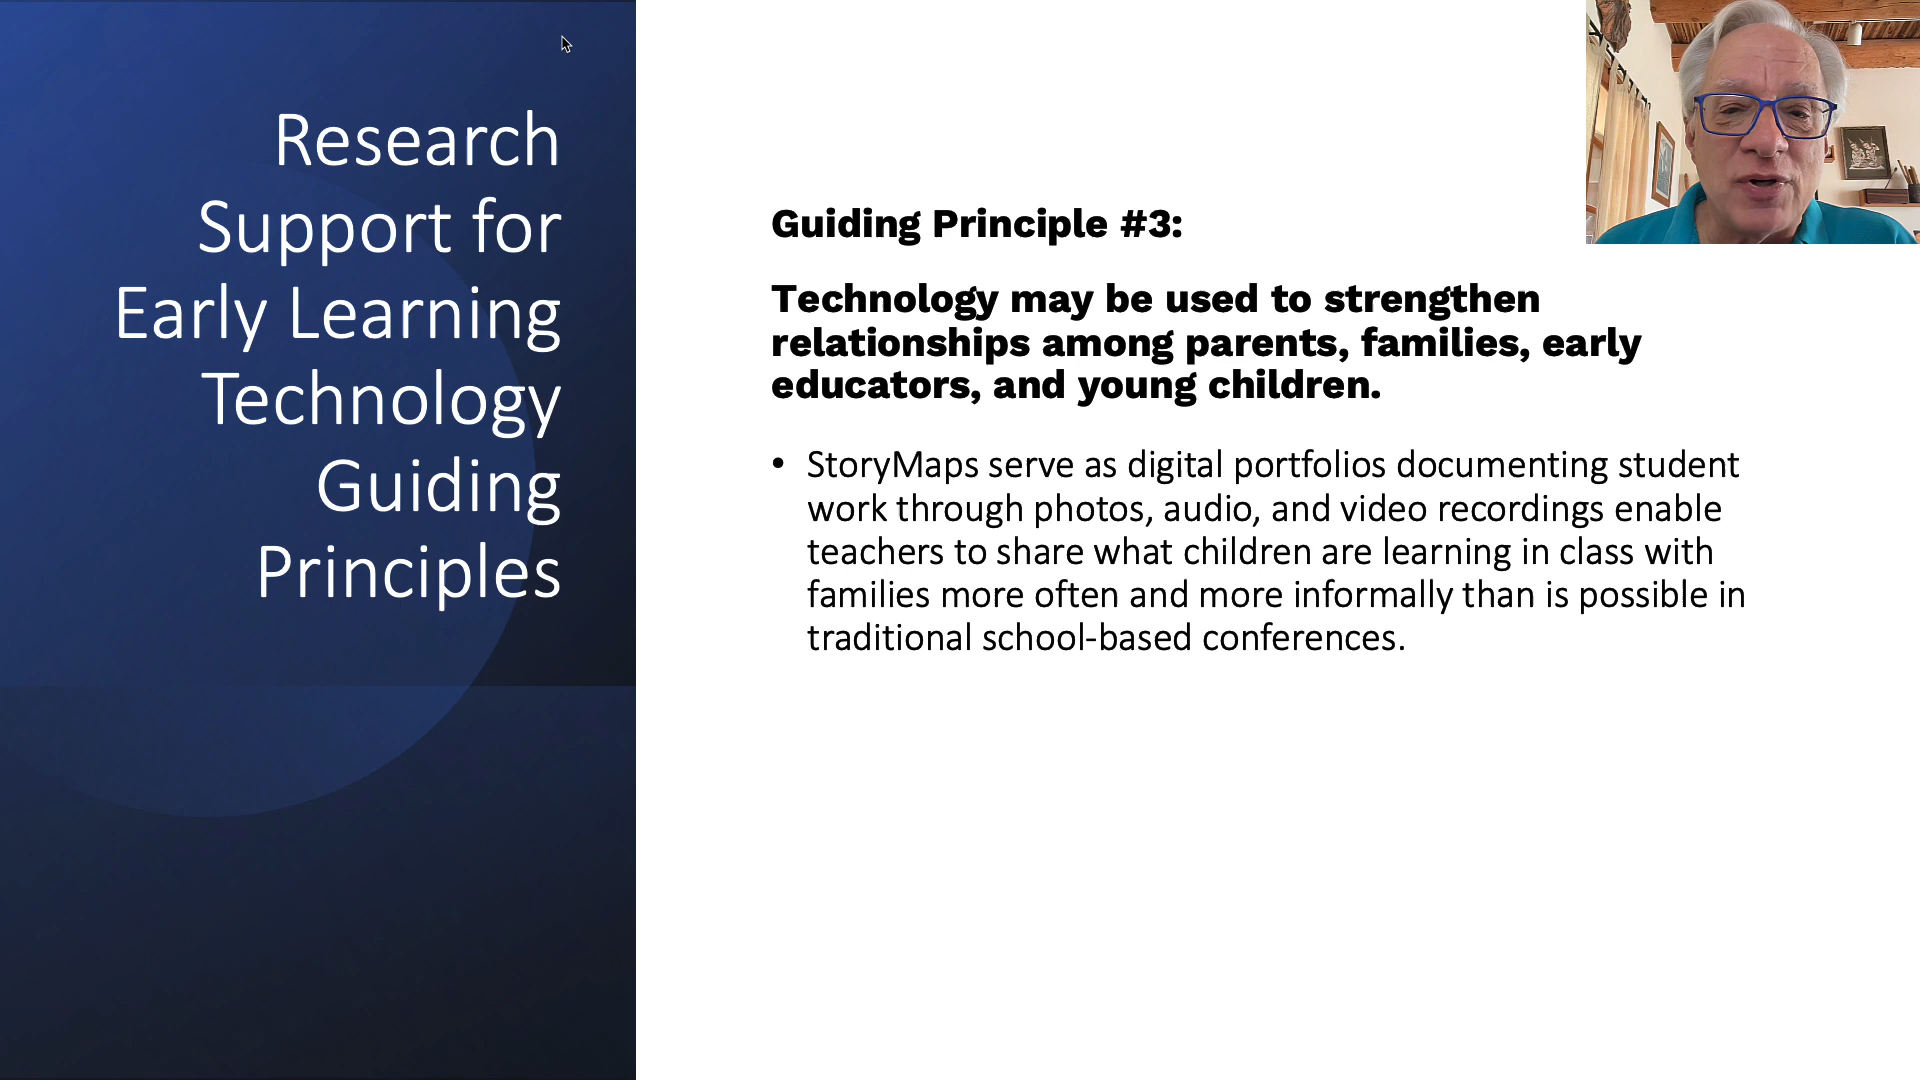 Research
Support for
Early Learning
Technology
Guiding
Principles
Guiding Principle #3:
Technology may be used to strengthen
relationships among parents, families, early
educators, and young children.
• StoryMaps serve as digital portfolios documenting student
work through photos, audio, and video recordings enable
teachers to share what children are learning in class with
families more often and more informally than is possible in
traditional school-based conferences.